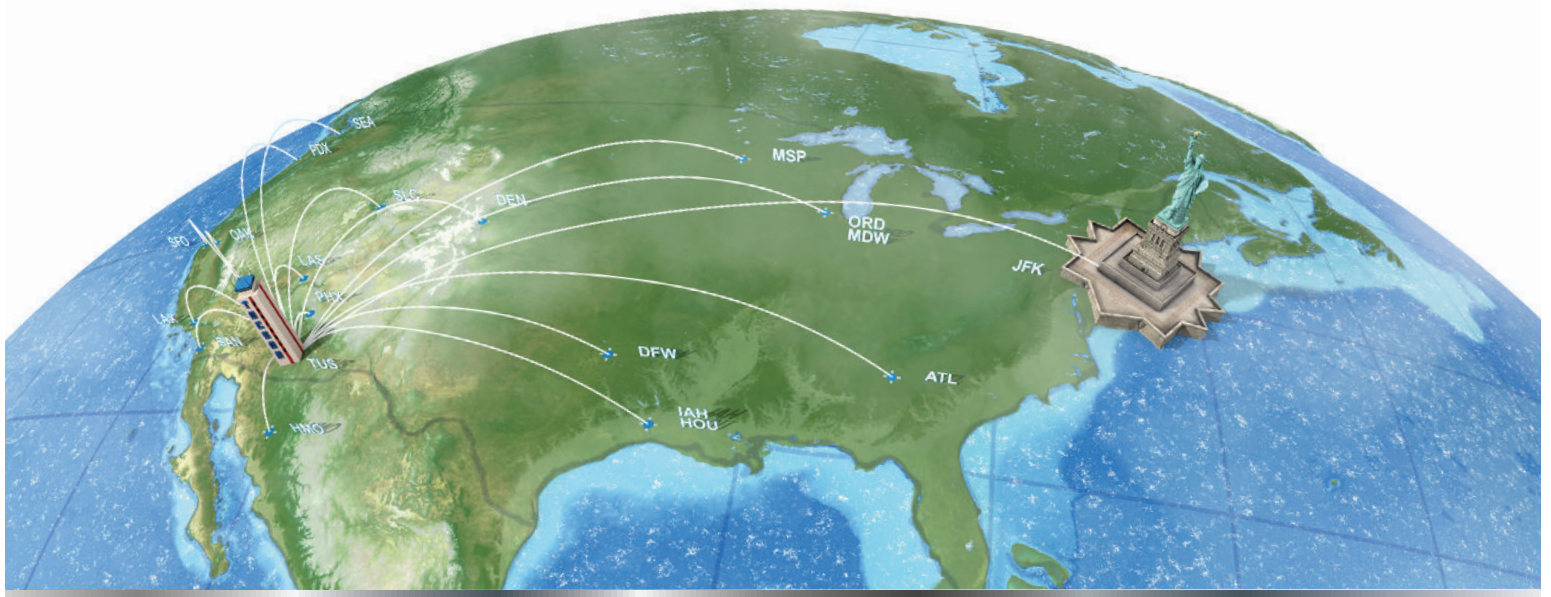 SEA
PDX
MSP
SLC
DEN
ORD
MDW
SFO
OAK
LAS
JFK
PHX
LAX
SAN
DFW
TUS
ATL
IAH
HOU
HMO